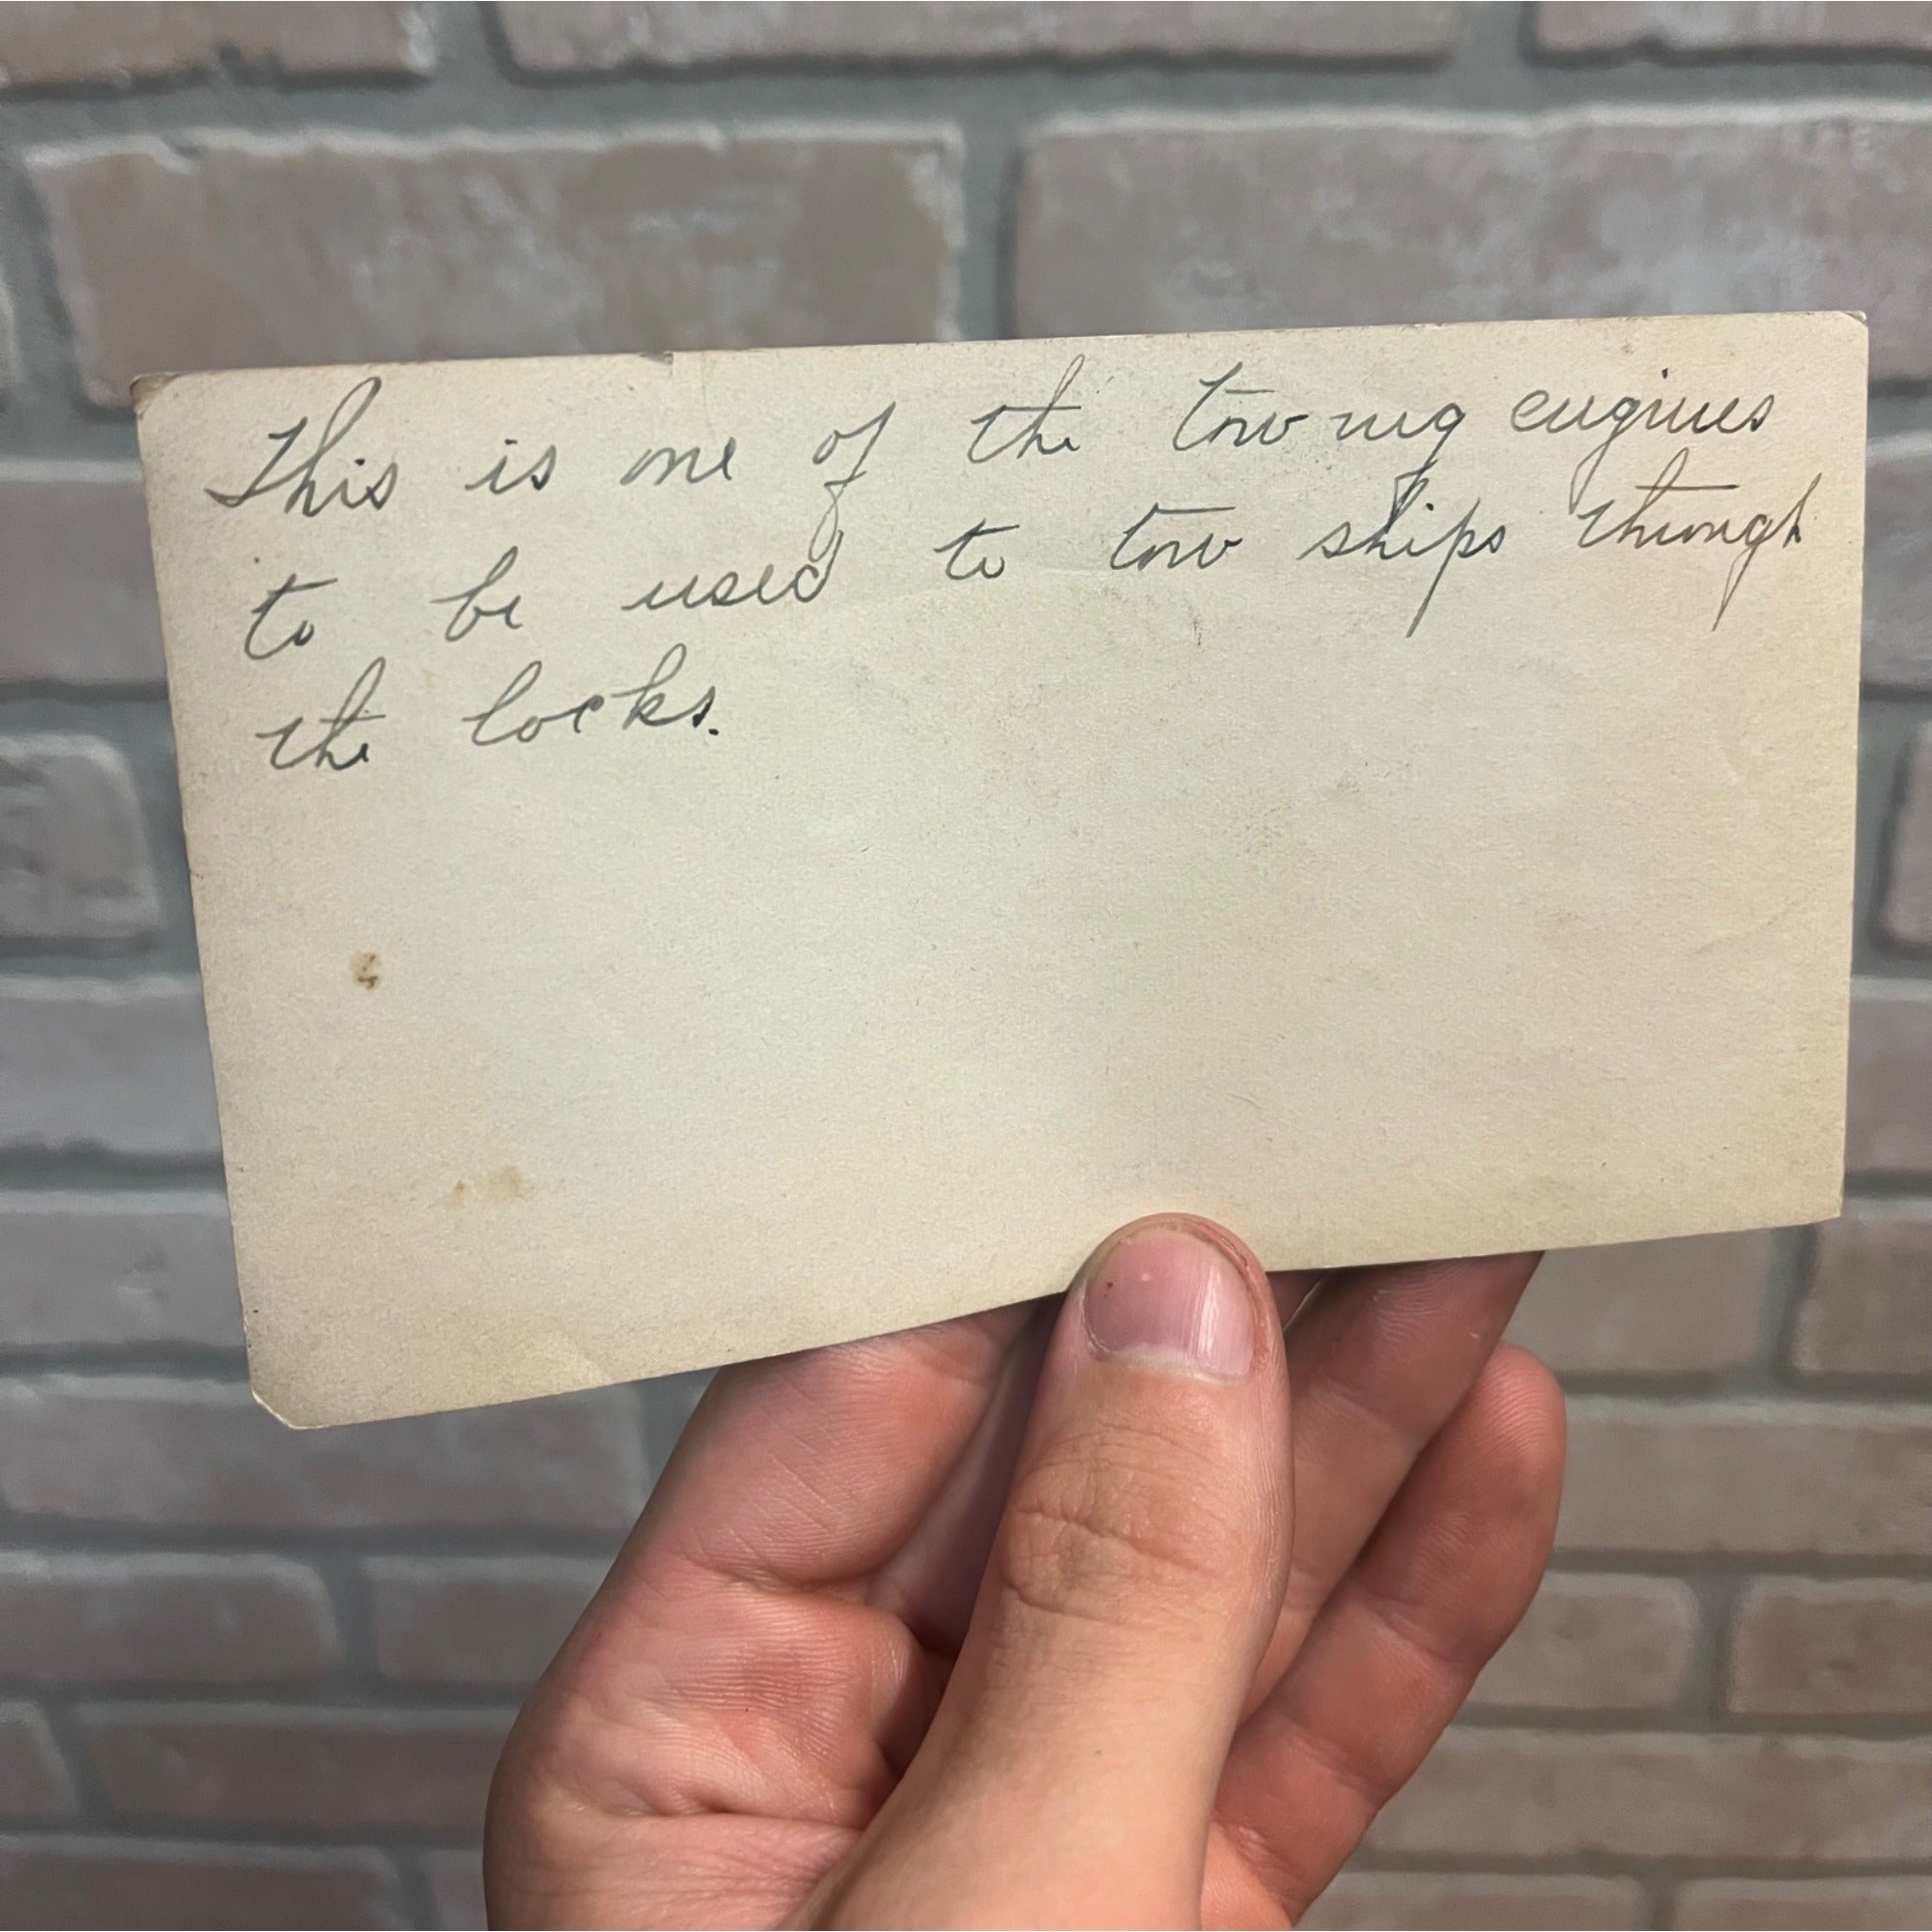 This is one of the towing engines
to be used to tow ships through
the locks.